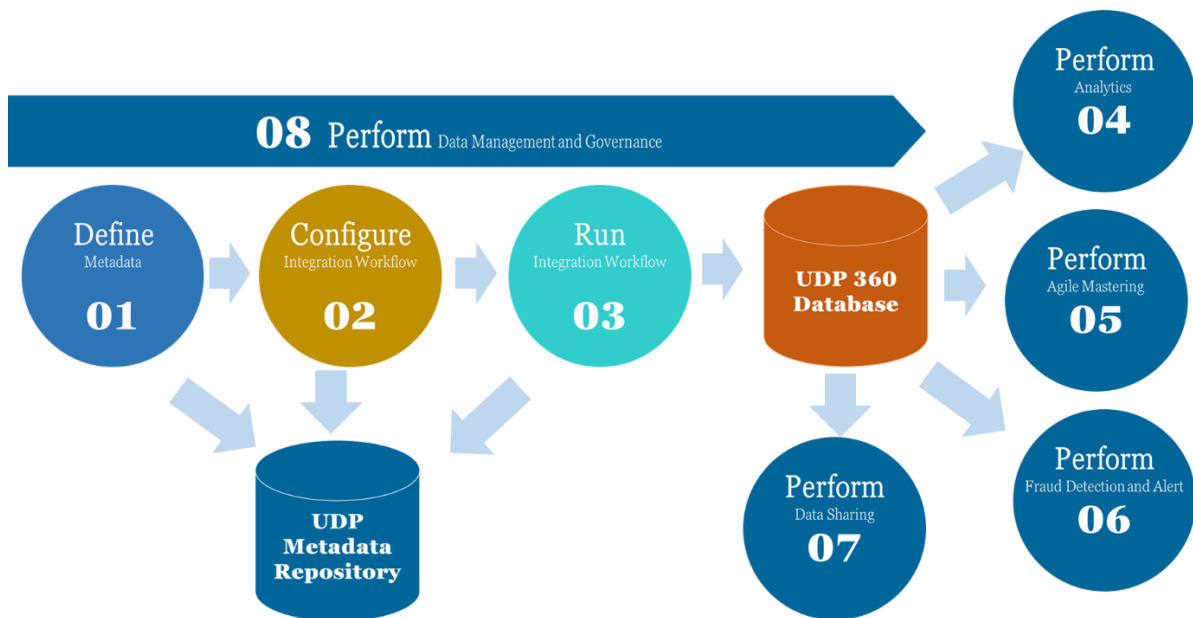 08 Perform Data Management and Governance
Define
Metadata
01
Configure
Integration Workflow
02
Run
Integration Workflow
03
UDP 360
Database
Perform
Analytics
04
Perform
Agile Mastering
05
Perform
Fraud Detection and Alert
06
Perform
Data Sharing
07
UDP
Metadata
Repository